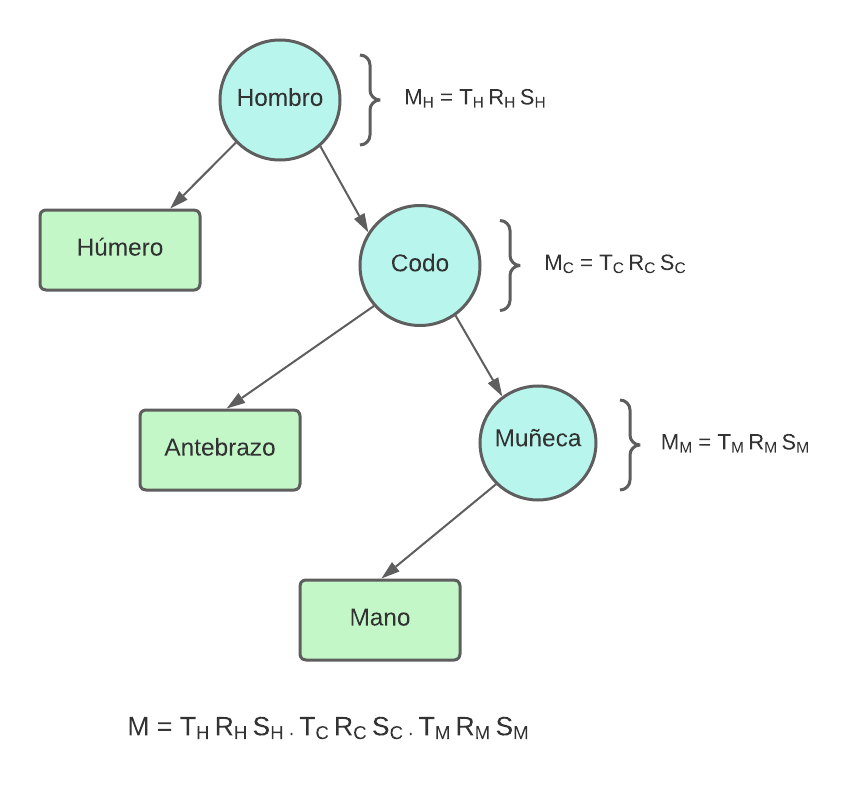 Hombro
M_H = T_H R_H S_H
Húmero
Codo
M_C = T_C R_C S_C
Antebrazo
Muñeca
M_M = T_M R_M S_M
Mano
M = T_H R_H S_H . T_C R_C S_C . T_M R_M S_M